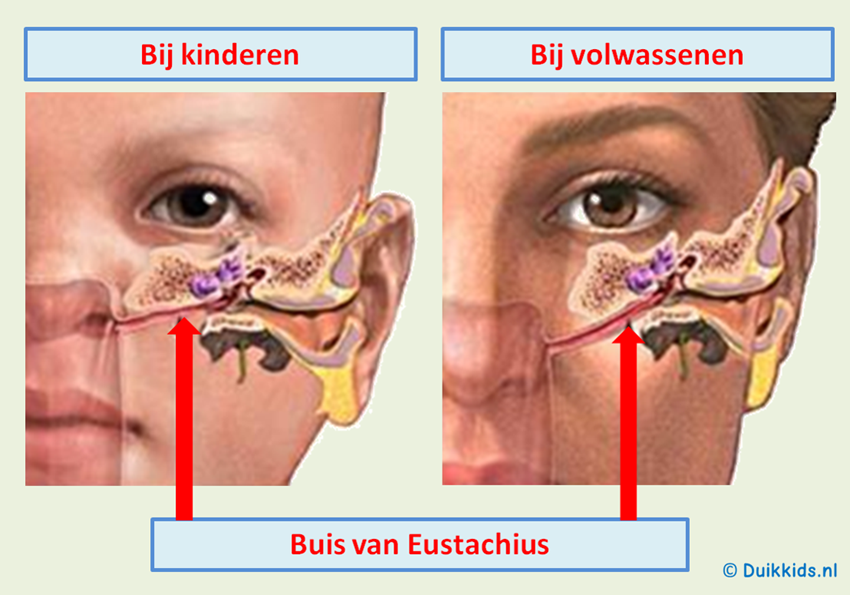 Bij kinderen
Bij volwassenen
Buis van Eustachius
© Duikkids.nl